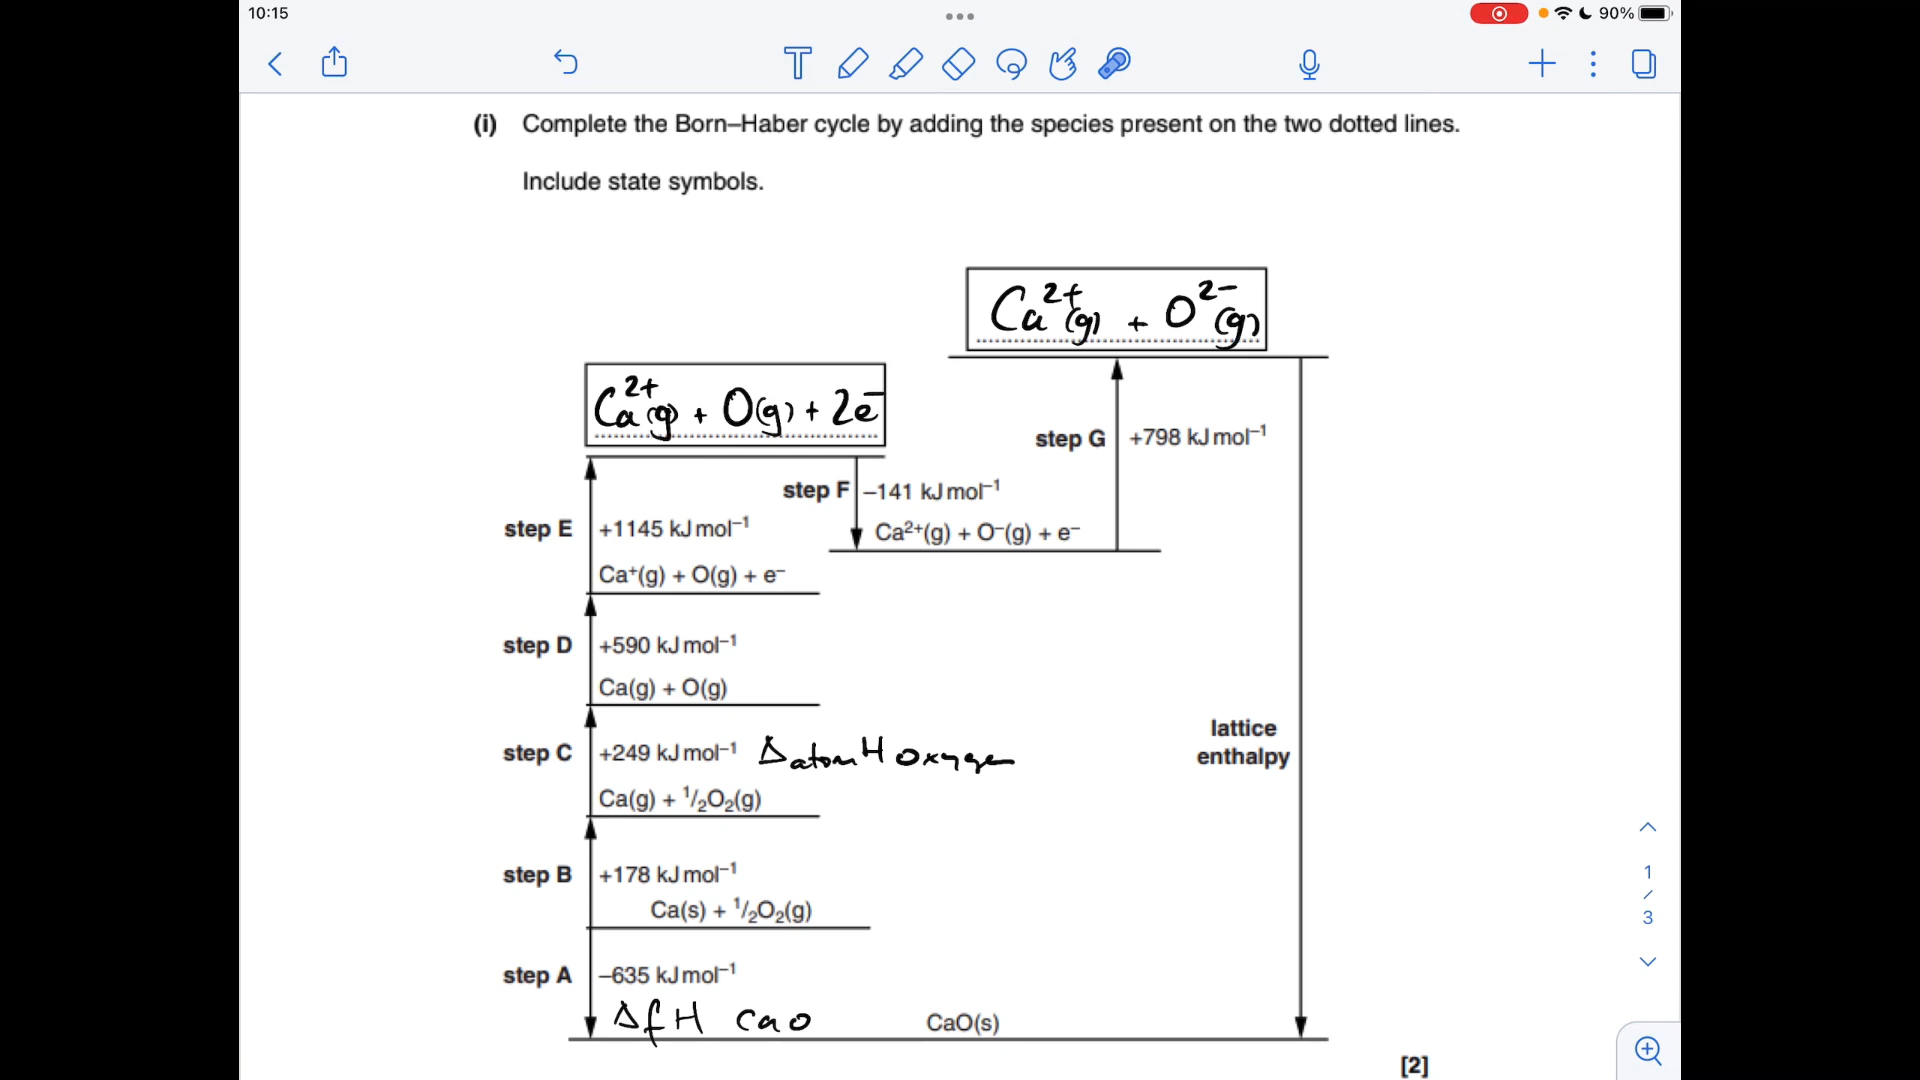 10:15
90%
(i) Complete the Born–Haber cycle by adding the species present on the two dotted lines.
Include state symbols.
Ca²⁺(g) + O²⁻(g)
Ca²⁺(g) + O(g) + 2e⁻
step G +798 kJ mol⁻¹
step F –141 kJ mol⁻¹
Ca²⁺(g) + O⁻(g) + e⁻
step E +1145 kJ mol⁻¹
Ca⁺(g) + O(g) + e⁻
step D +590 kJ mol⁻¹
Ca(g) + O(g)
step C +249 kJ mol⁻¹ ΔatomH oxygen
lattice
enthalpy
Ca(g) + ¹/₂O₂(g)
step B +178 kJ mol⁻¹
Ca(s) + ¹/₂O₂(g)
step A –635 kJ mol⁻¹
ΔfH CaO
CaO(s)
[2]
1
/
3